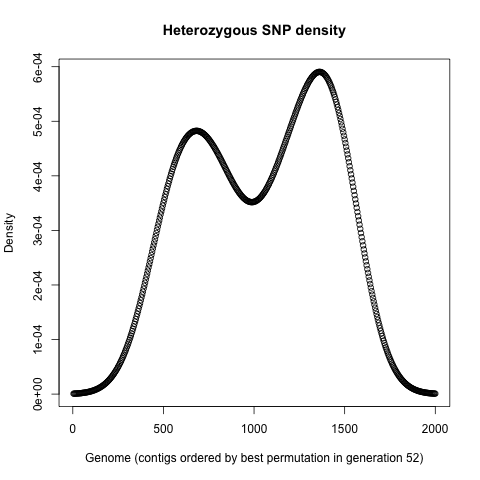 Heterozygous SNP density
Density
6e-04
5e-04
4e-04
3e-04
2e-04
1e-04
0e+00
0 500 1000 1500 2000
Genome (contigs ordered by best permutation in generation 52)